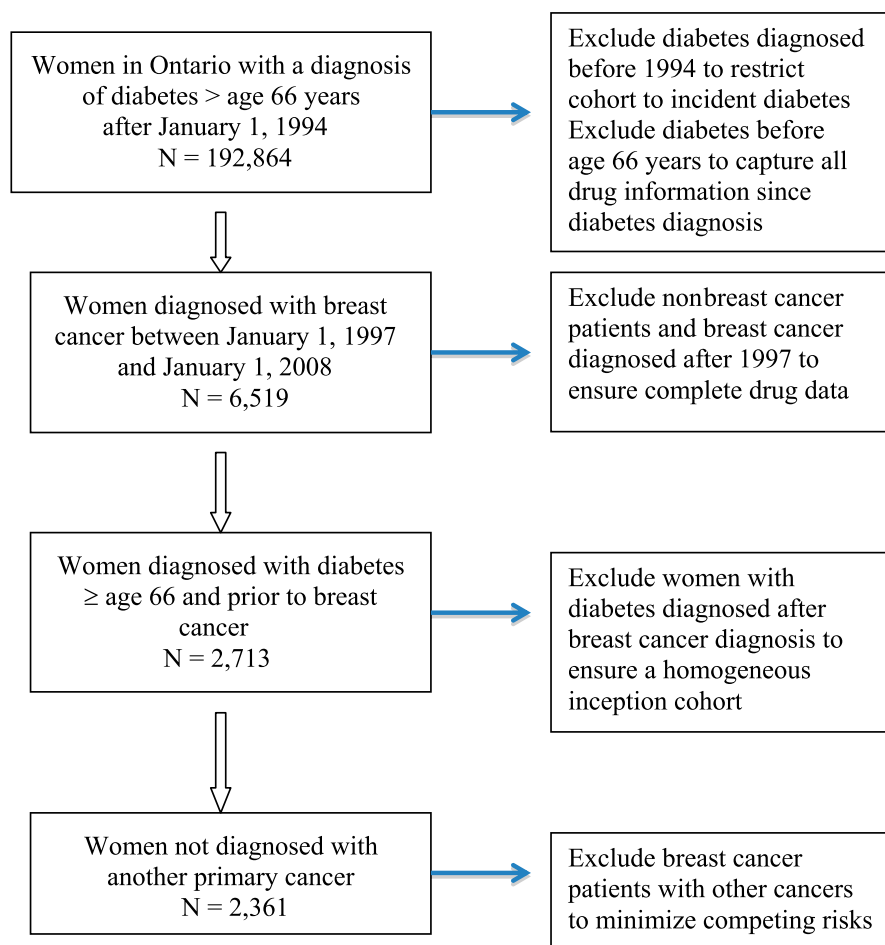 Women in Ontario with a diagnosis
of diabetes > age 66 years
after January 1, 1994
N = 192,864
Exclude diabetes diagnosed
before 1994 to restrict
cohort to incident diabetes
Exclude diabetes before
age 66 years to capture all
drug information since
diabetes diagnosis
Women diagnosed with breast
cancer between January 1, 1997
and January 1, 2008
N = 6,519
Exclude nonbreast cancer
patients and breast cancer
diagnosed after 1997 to
ensure complete drug data
Women diagnosed with diabetes
≥ age 66 and prior to breast
cancer
N = 2,713
Exclude women with
diabetes diagnosed after
breast cancer diagnosis to
ensure a homogeneous
inception cohort
Women not diagnosed with
another primary cancer
N = 2,361
Exclude breast cancer
patients with other cancers
to minimize competing risks